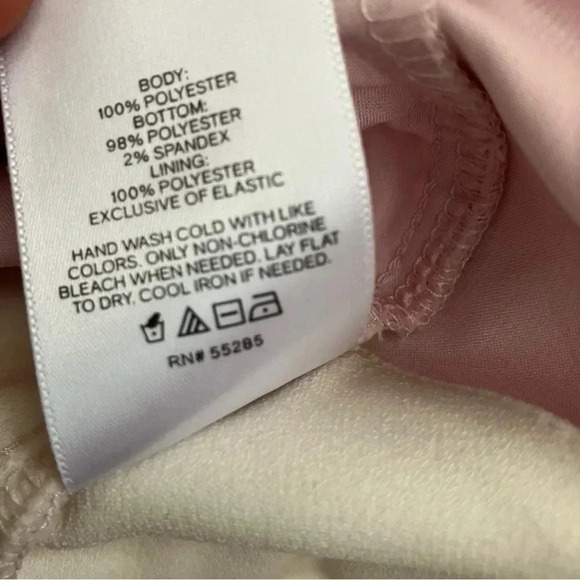 BODY:
100% POLYESTER
BOTTOM:
98% POLYESTER
2% SPANDEX
LINING:
100% POLYESTER
EXCLUSIVE OF ELASTIC
HAND WASH COLD WITH LIKE
COLORS. ONLY NON-CHLORINE
BLEACH WHEN NEEDED. LAY FLAT
TO DRY. COOL IRON IF NEEDED.
RN# 55285